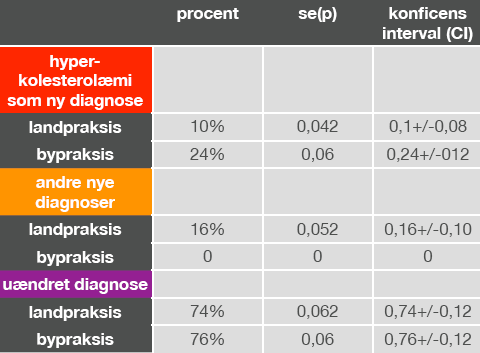 procent se(p) konficens
interval (CI)
hyper-
kolesterolæmi
som ny diagnose
landpraksis 10% 0,042 0,1+/-0,08
bypraksis 24% 0,06 0,24+/-012
andre nye
diagnoser
landpraksis 16% 0,052 0,16+/-0,10
bypraksis 0 0 0
uændret diagnose
landpraksis 74% 0,062 0,74+/-0,12
bypraksis 76% 0,06 0,76+/-0,12